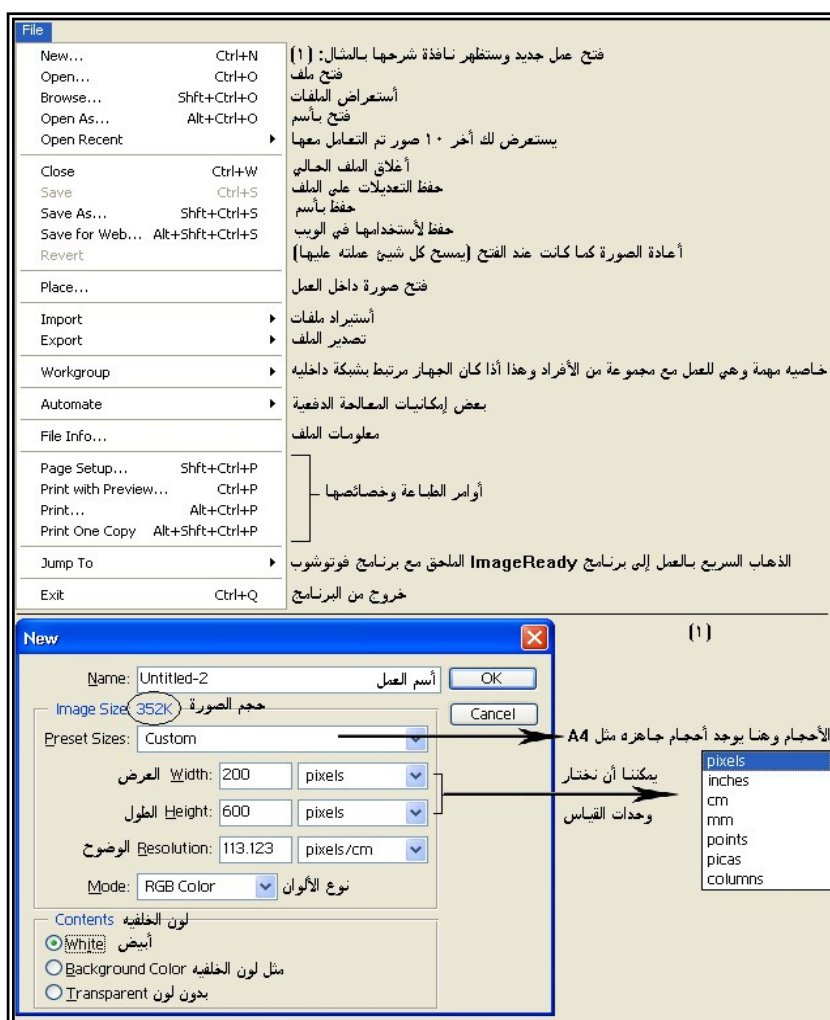 File
New... Ctrl+N فتح عمل جديد وستظهر نافذة شرحها بالمثال: (١)
Open... Ctrl+O فتح ملف
Browse... Shft+Ctrl+O أستعراض الملفات
Open As... Alt+Ctrl+O فتح بأسم
Open Recent يستعرض لك أخر ١٠ صور تم التعامل معها
Close Ctrl+W أغلاق الملف الحالي
Save Ctrl+S حفظ التعديلات على الملف
Save As... Shft+Ctrl+S حفظ بأسم
Save for Web... Alt+Shft+Ctrl+S حفظ لأستخدامها في الويب
Revert أعادة الصورة كما كانت عند الفتح (يمسح كل شيئ عملته عليها)
Place... فتح صورة داخل العمل
Import أستيراد ملفات
Export تصدير الملف
Workgroup خاصيه مهمة وهي للعمل مع مجموعة من الأفراد وهذا أذا كان الجهاز مرتبط بشبكة داخليه
Automate بعض إمكانيات المعالحة الدفعية
File Info... معلومات الملف
Page Setup... Shft+Ctrl+P
Print with Preview... Ctrl+P
أوامر الطباعة وخصائصها
Print... Alt+Ctrl+P
Print One Copy Alt+Shft+Ctrl+P
Jump To الذهاب السريع بالعمل إلى برنامج ImageReady الملحق مع برنامج فوتوشوب
Exit Ctrl+Q خروج من البرنامج
(١)
New
Name: Untitled-2 أسم العمل OK
Image Size: 352K حجم الصورة Cancel
Preset Sizes: Custom الأحجام وهنا يوجد أحجام جاهزه مثل A4
العرض Width: 200 pixels يمكننا أن نختار
الطول Height: 600 pixels وحدات القياس
الوضوح Resolution: 113.123 pixels/cm
Mode: RGB Color نوع الألوان
pixels
inches
cm
mm
points
picas
columns
Contents لون الخلفيه
White أبيض
Background Color مثل لون الخلفيه
Transparent بدون لون